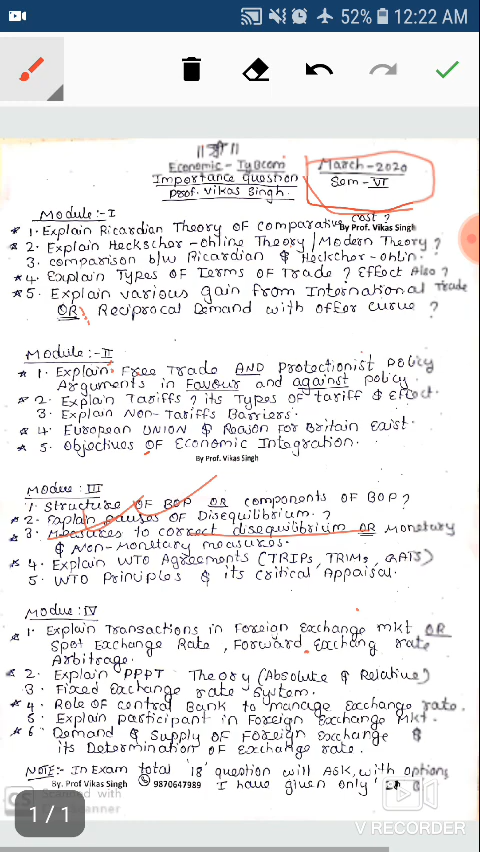 52% 12:22 AM
|| श्री ||
Economic - TyBcom
Importance Question
Prof. Vikas Singh.
March-2020
Sem - VI
Module:-I
* 1. Explain Ricardian Theory of comparative cost?
By Prof. Vikas Singh
* 2. Explain Heckscher-ohline Theory / Modern Theory?
3. comparison b/w Ricardian & Heckcher-ohlin.
*4. Explain Types of Terms of Trade? Effect Also?
*5. Explain various gain from International Trade
OR Reciprocal Demand with offer curve?
Module:-II
* 1. Explain Free Trade AND Protectionist Policy
Arguments in Favour and against policy.
* 2. Explain Tariffs? its Types of tariff & Effect.
3. Explain Non-Tariffs Barriers.
* 4. European UNION & Reason For Britain Exist.
* 5. Objectives of Economic Integration.
By Prof. Vikas Singh
Modue: III
1. Structure OF BOP OR components of BOP?
* 2. Explain causes of Disequilibrium.?
* 3. Measures to correct disequilibrium OR Monetary
& Non-Monetary measures.
* 4. Explain WTO Agreements (TRIPs, TRIMs, GATS)
5. WTO Principles & its critical Appraisal.
Modue: IV
* 1. Explain Transactions in Foreign Exchange mkt OR
Spot Exchange Rate, Forward Exchang rate
Arbitrage.
* 2. Explain PPPT Theory (Absolute & Relative)
3. Fixed Exchange rate System.
* 4. Role of central Bank to manage Exchange rate.
5. Explain participant in Foreign Exchange Mkt.
* 6. Demand & Supply of Foreign Exchange &
its Determination of Exchange rate.
NOTE:- In Exam total '18' question will Ask, with options
By. Prof Vikas Singh 9870647989 I have given only
CS Scanned with
CamScanner
1 / 1
V RECORDER